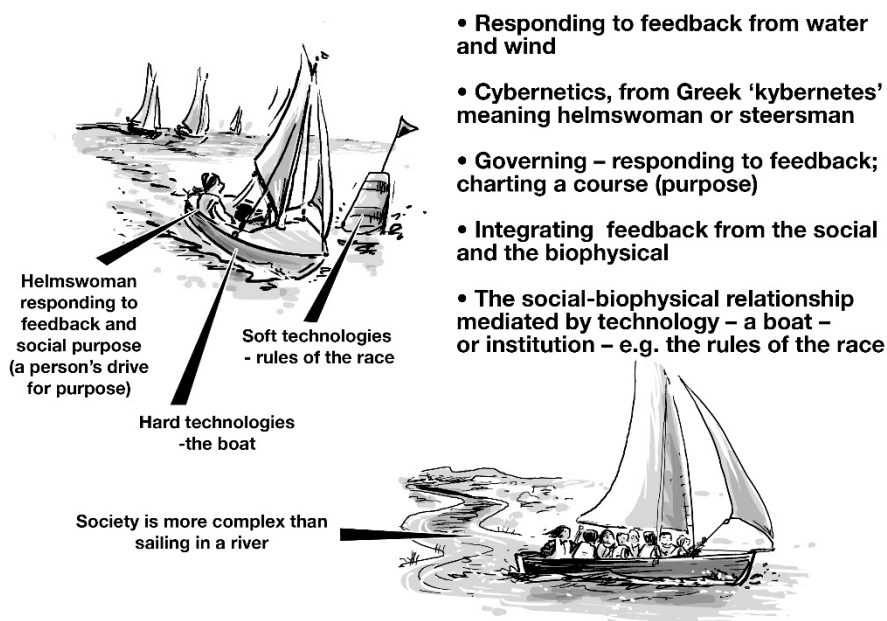 • Responding to feedback from water
and wind
• Cybernetics, from Greek ‘kybernetes’
meaning helmswoman or steersman
• Governing – responding to feedback;
charting a course (purpose)
• Integrating  feedback from the social
and the biophysical
• The social-biophysical relationship
mediated by technology – a boat –
or institution – e.g. the rules of the race
Helmswoman
responding to
feedback and
social purpose
(a person’s drive
for purpose)
Soft technologies
- rules of the race
Hard technologies
-the boat
Society is more complex than
sailing in a river